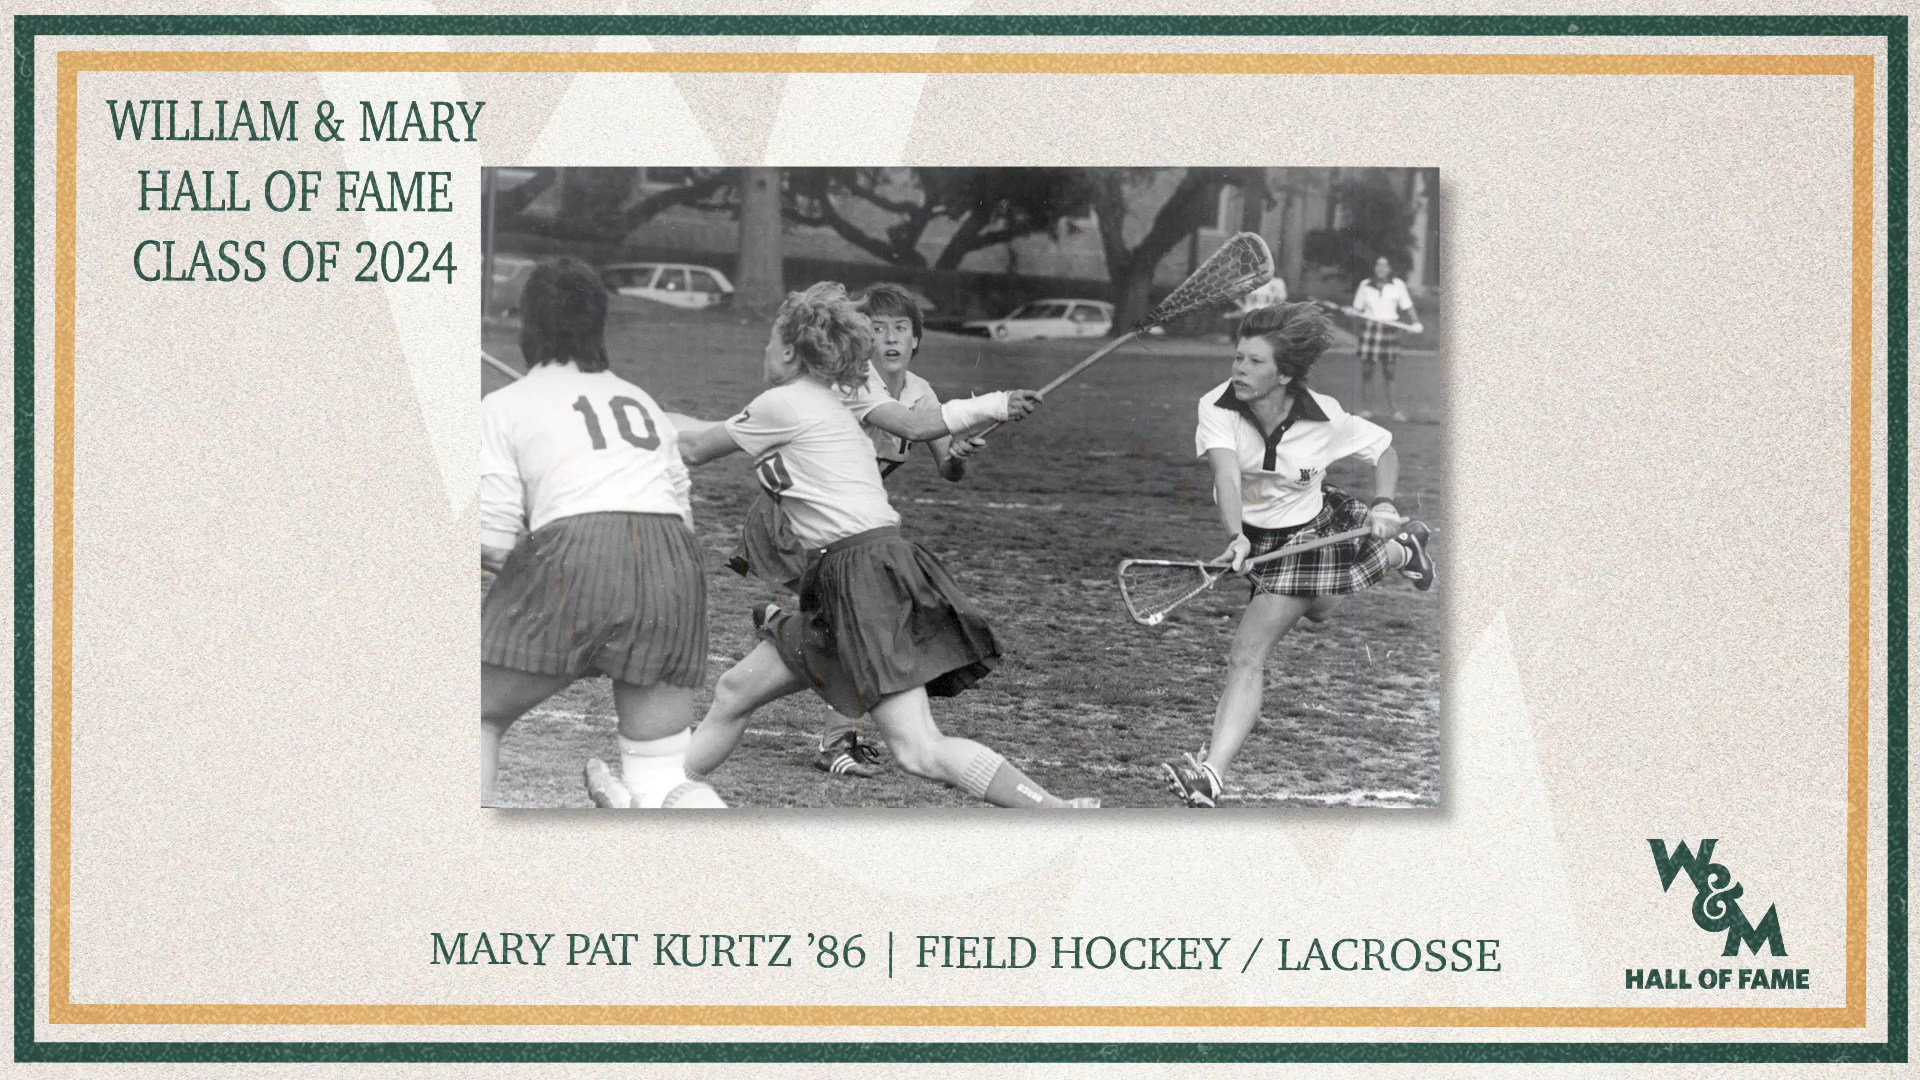 WILLIAM & MARY
HALL OF FAME
CLASS OF 2024
10
MARY PAT KURTZ ’86 | FIELD HOCKEY / LACROSSE
W&M
HALL OF FAME